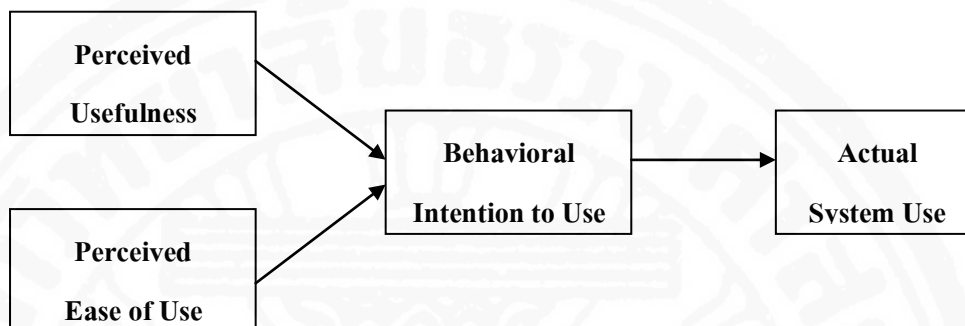 Perceived
Usefulness
Behavioral
Intention to Use
Actual
System Use
Perceived
Ease of Use